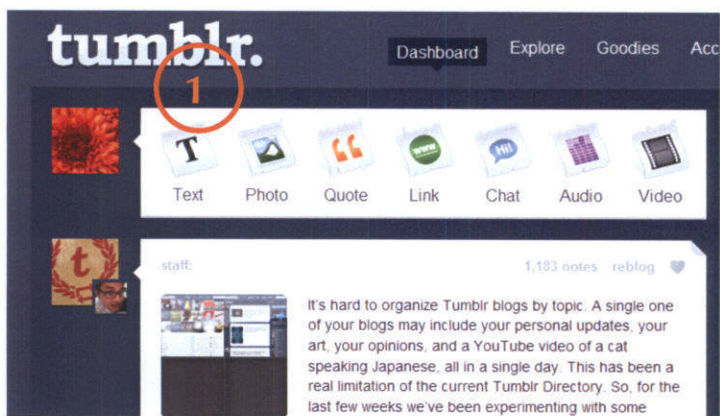 tumblr.
Dashboard Explore Goodies Acc
1
T www Hi!
Text Photo Quote Link Chat Audio Video
t
staff: 1,183 notes reblog
It's hard to organize Tumblr blogs by topic. A single one
of your blogs may include your personal updates, your
art, your opinions, and a YouTube video of a cat
speaking Japanese, all in a single day. This has been a
real limitation of the current Tumblr Directory. So, for the
last few weeks we've been experimenting with some